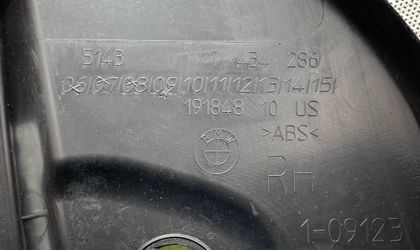 5143 7 434 286
06/07/08/09/10/11/12/13/14/15/
191848 10 US
>ABS<
BMW
RH
1-09123